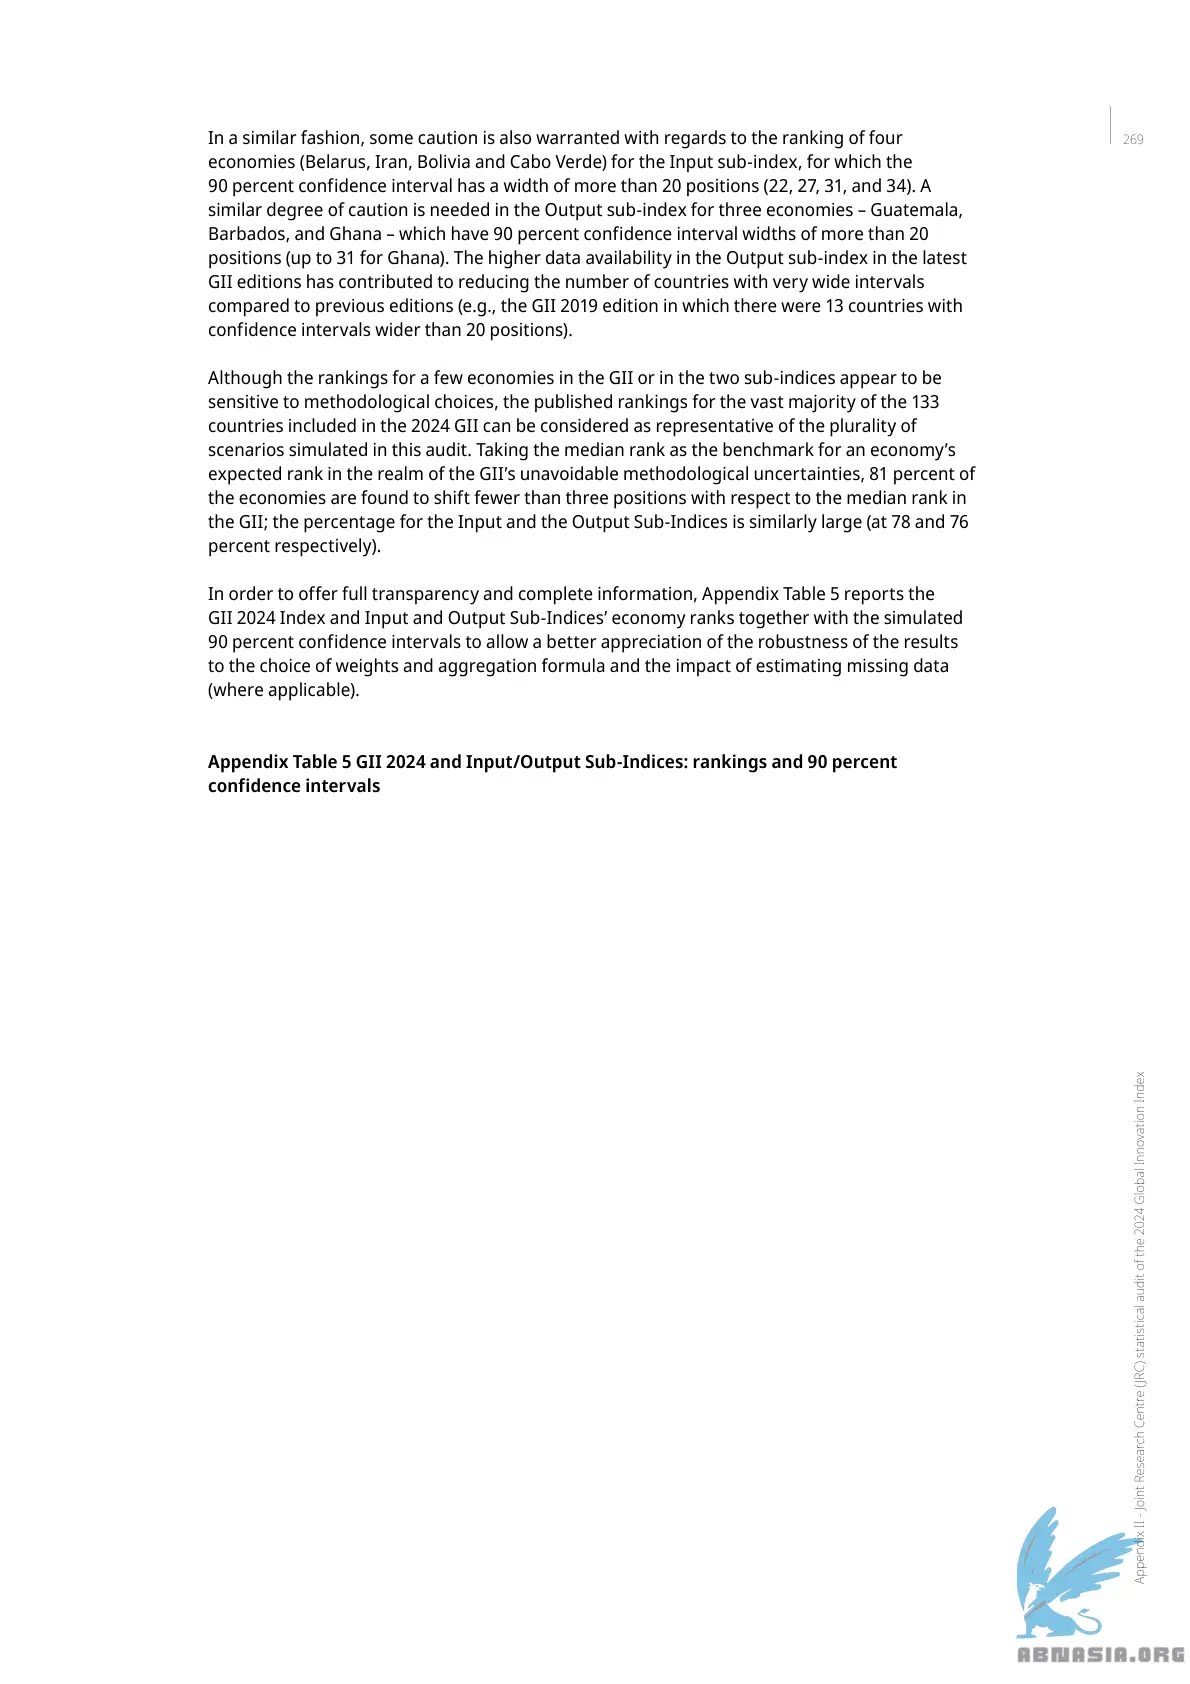 269
In a similar fashion, some caution is also warranted with regards to the ranking of four
economies (Belarus, Iran, Bolivia and Cabo Verde) for the Input sub-index, for which the
90 percent confidence interval has a width of more than 20 positions (22, 27, 31, and 34). A
similar degree of caution is needed in the Output sub-index for three economies – Guatemala,
Barbados, and Ghana – which have 90 percent confidence interval widths of more than 20
positions (up to 31 for Ghana). The higher data availability in the Output sub-index in the latest
GII editions has contributed to reducing the number of countries with very wide intervals
compared to previous editions (e.g., the GII 2019 edition in which there were 13 countries with
confidence intervals wider than 20 positions).
Although the rankings for a few economies in the GII or in the two sub-indices appear to be
sensitive to methodological choices, the published rankings for the vast majority of the 133
countries included in the 2024 GII can be considered as representative of the plurality of
scenarios simulated in this audit. Taking the median rank as the benchmark for an economy’s
expected rank in the realm of the GII’s unavoidable methodological uncertainties, 81 percent of
the economies are found to shift fewer than three positions with respect to the median rank in
the GII; the percentage for the Input and the Output Sub-Indices is similarly large (at 78 and 76
percent respectively).
In order to offer full transparency and complete information, Appendix Table 5 reports the
GII 2024 Index and Input and Output Sub-Indices’ economy ranks together with the simulated
90 percent confidence intervals to allow a better appreciation of the robustness of the results
to the choice of weights and aggregation formula and the impact of estimating missing data
(where applicable).
Appendix Table 5 GII 2024 and Input/Output Sub-Indices: rankings and 90 percent
confidence intervals
Appendix II - Joint Research Centre (JRC) statistical audit of the 2024 Global Innovation Index
ABNASIA.ORG